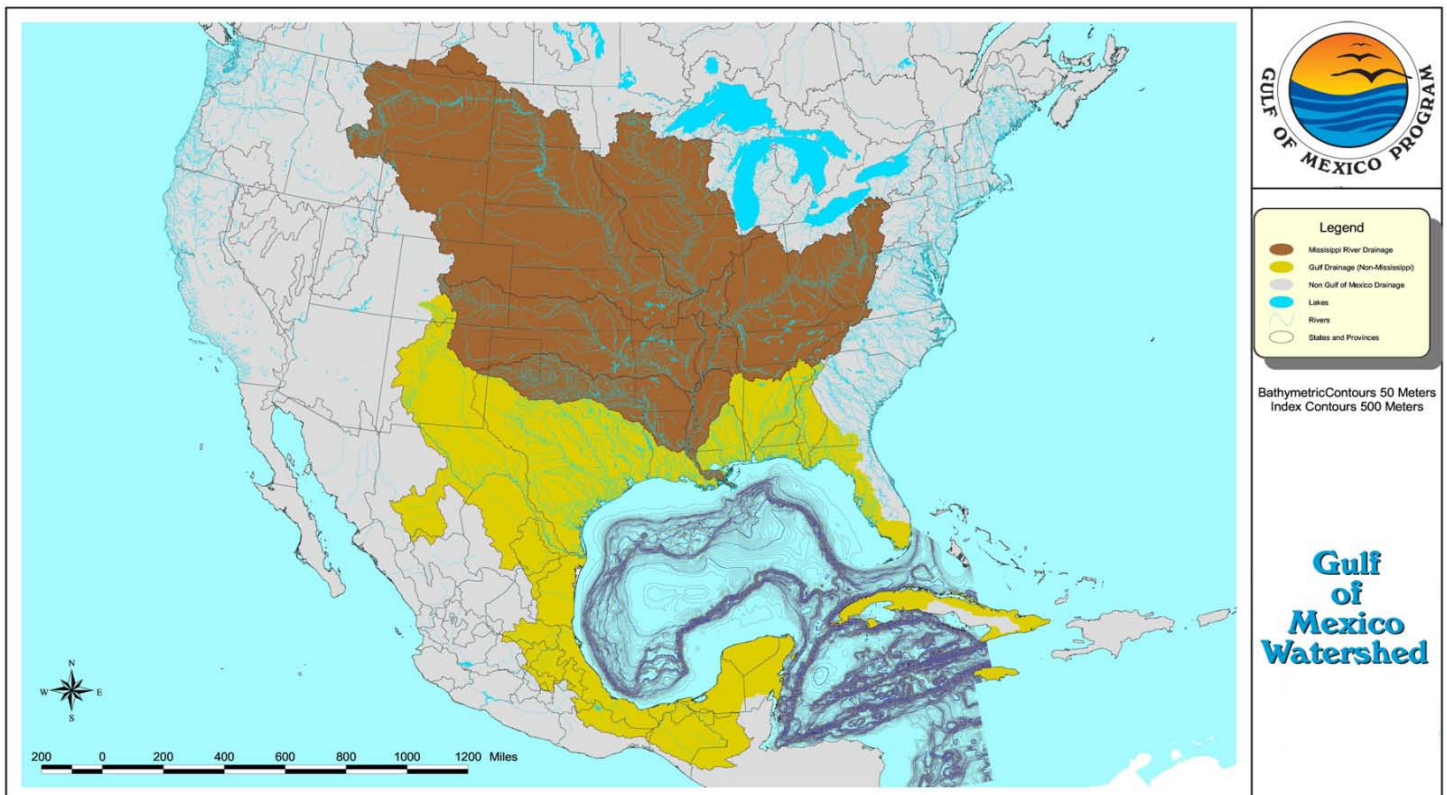 GULF OF MEXICO PROGRAM
Legend
Mississippi River Drainage
Gulf Drainage (Non-Mississippi)
Non Gulf of Mexico Drainage
Lakes
Rivers
States and Provinces
BathymetricContours 50 Meters
Index Contours 500 Meters
Gulf
of
Mexico
Watershed
N
W E
S
200 0 200 400 600 800 1000 1200 Miles